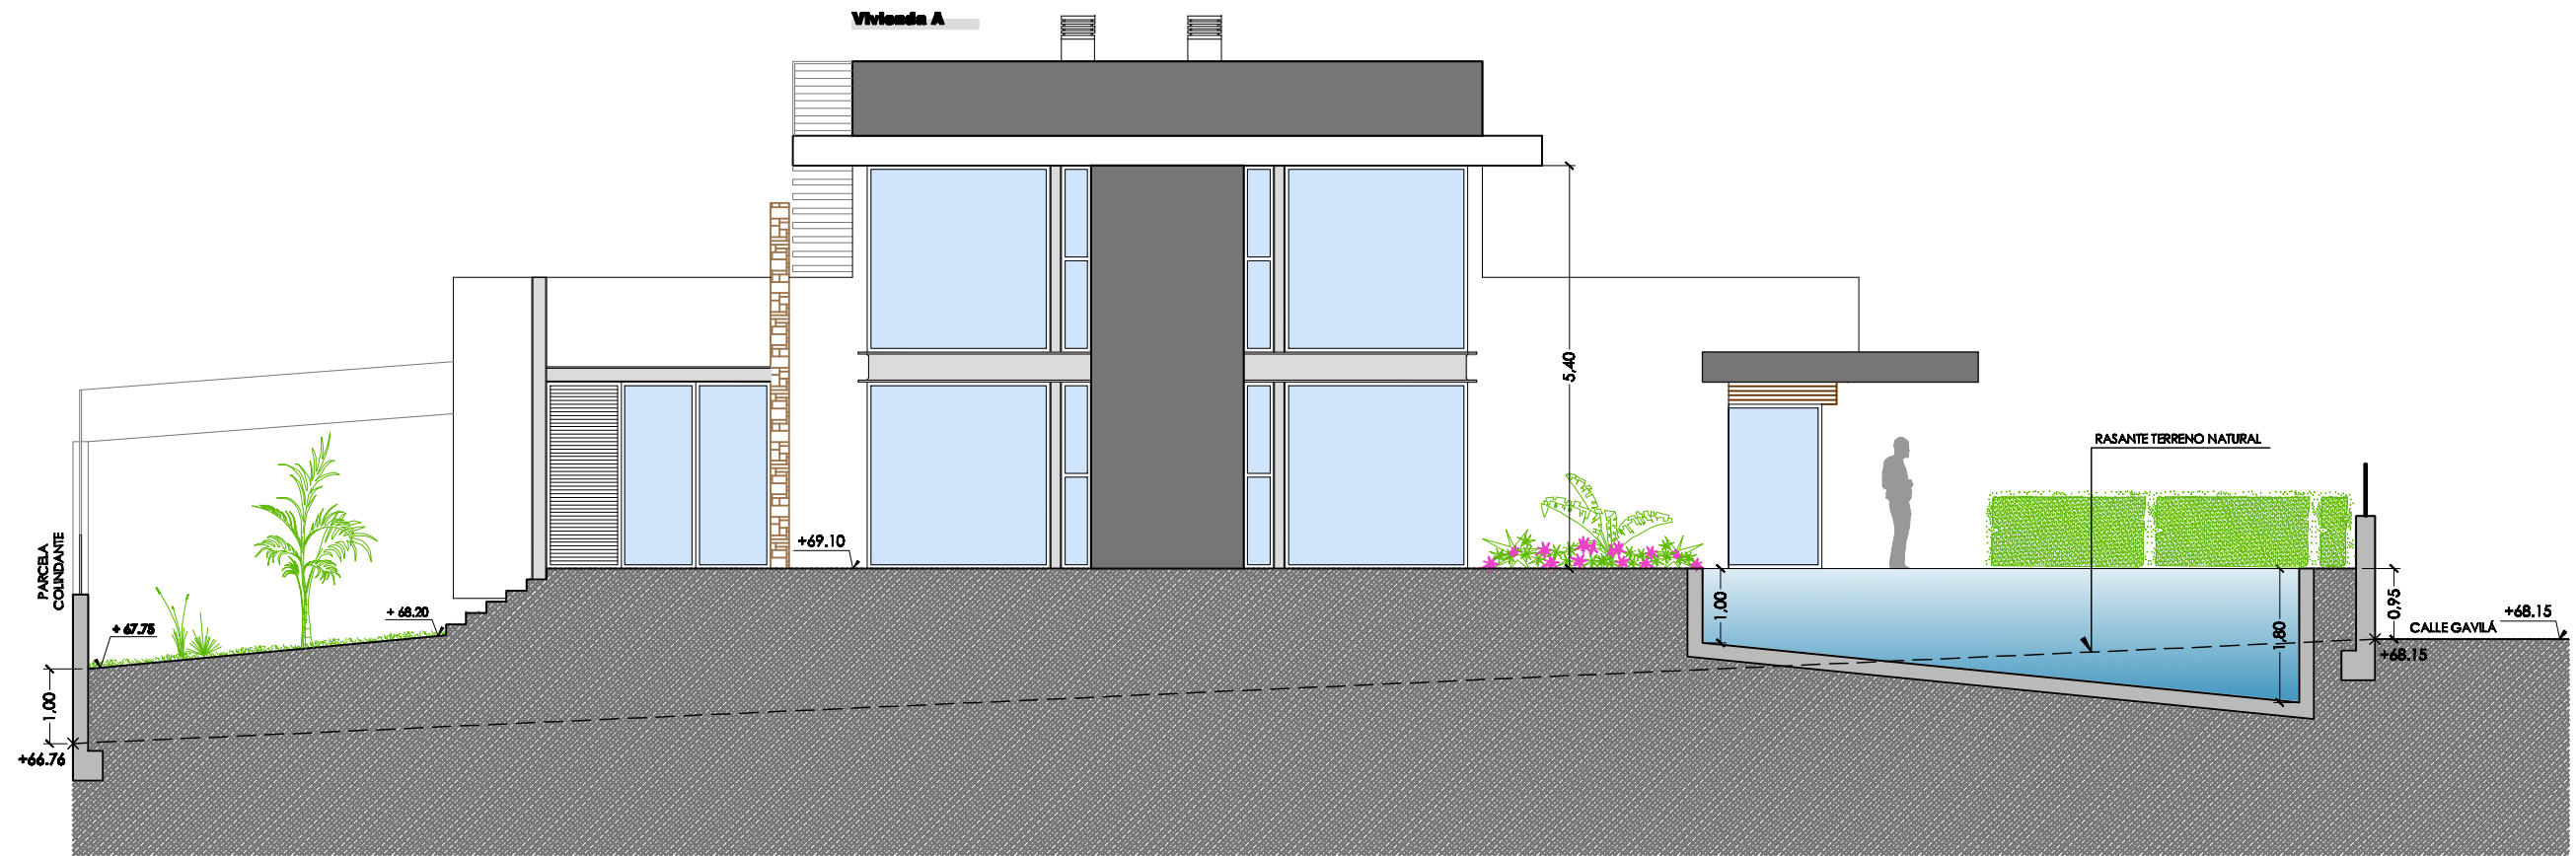 Vivienda A
5,40
RASANTE TERRENO NATURAL
PARCELA
COLINDANTE
+69.10
+ 67.75
+ 68.20
1,00
+66.76
1,00
1,80
0,95
+68.15
CALLE GAVILÁ
+68.15